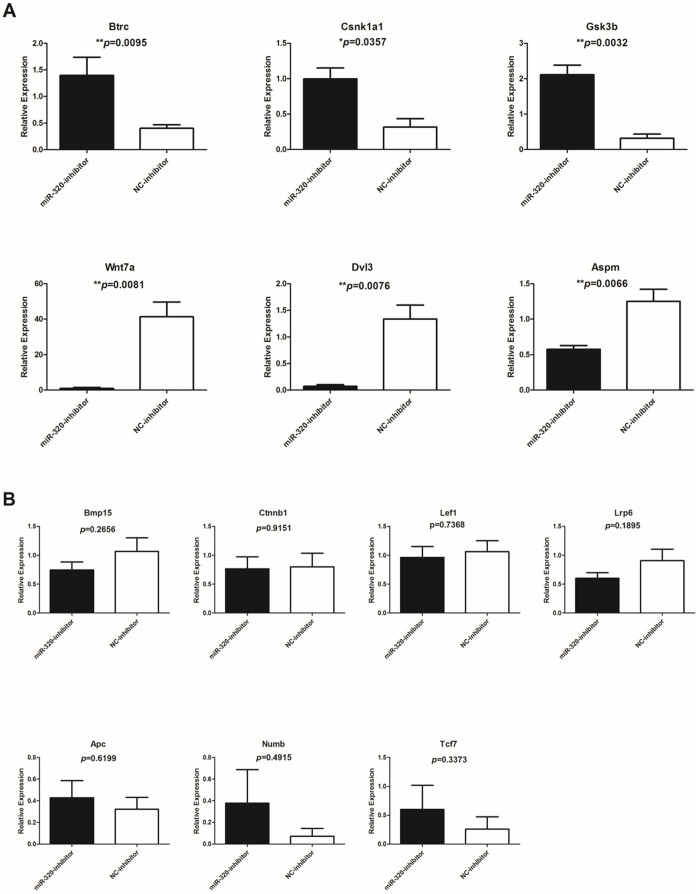 A
Btrc
**p=0.0095
Relative Expression
2.0
1.5
1.0
0.5
0.0
miR-320-inhibitor
NC-inhibitor
Csnk1a1
*p=0.0357
Relative Expression
1.5
1.0
0.5
0.0
miR-320-inhibitor
NC-inhibitor
Gsk3b
**p=0.0032
Relative Expression
3
2
1
0
miR-320-inhibitor
NC-inhibitor
Wnt7a
**p=0.0081
Relative Expression
60
40
20
0
miR-320-inhibitor
NC-inhibitor
Dvl3
**p=0.0076
Relative Expression
2.0
1.5
1.0
0.5
0.0
miR-320-inhibitor
NC-inhibitor
Aspm
**p=0.0066
Relative Expression
1.5
1.0
0.5
0.0
miR-320-inhibitor
NC-inhibitor
B
Bmp15
p=0.2656
Relative Expression
1.5
1.0
0.5
0.0
miR-320-inhibitor
NC-inhibitor
Ctnnb1
p=0.9151
Relative Expression
1.5
1.0
0.5
0.0
miR-320-inhibitor
NC-inhibitor
Lef1
p=0.7368
Relative Expression
1.5
1.0
0.5
0.0
miR-320-inhibitor
NC-inhibitor
Lrp6
p=0.1895
Relative Expression
1.5
1.0
0.5
0.0
miR-320-inhibitor
NC-inhibitor
Apc
p=0.6199
Relative Expression
0.8
0.6
0.4
0.2
0.0
miR-320-inhibitor
NC-inhibitor
Numb
p=0.4915
Relative Expression
0.8
0.6
0.4
0.2
0.0
miR-320-inhibitor
NC-inhibitor
Tcf7
p=0.3373
Relative Expression
1.5
1.0
0.5
0.0
miR-320-inhibitor
NC-inhibitor